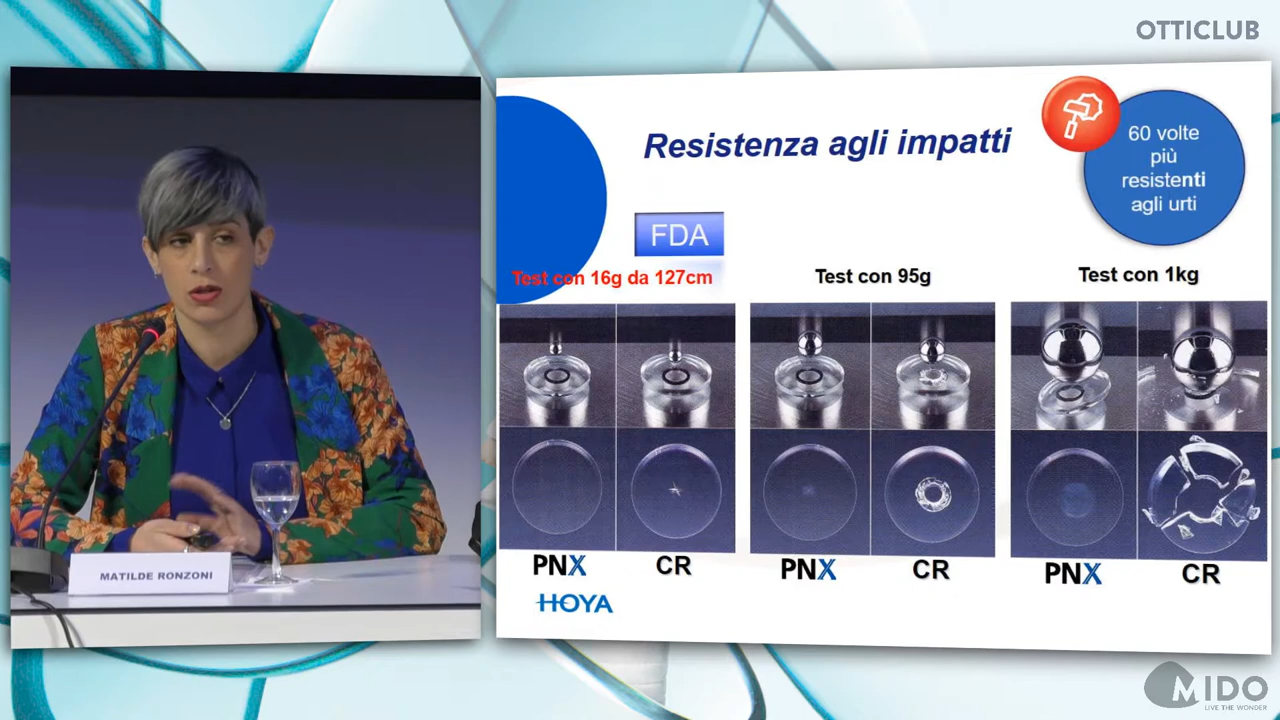 OTTICLUB
Resistenza agli impatti
60 volte
più
resistenti
agli urti
FDA
Test con 16g da 127cm
Test con 95g
Test con 1kg
PNX
CR
PNX
CR
PNX
CR
HOYA
MATILDE RONZONI
MIDO
LIVE THE WONDER